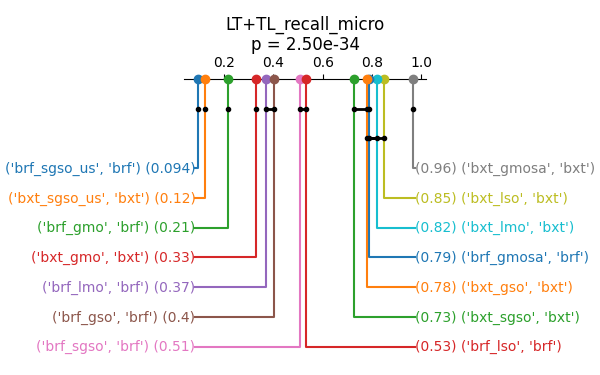 LT+TL_recall_micro
p = 2.50e-34
0.2 0.4 0.6 0.8 1.0
('brf_sgso_us', 'brf') (0.094) (0.96) ('bxt_gmosa', 'bxt')
('bxt_sgso_us', 'bxt') (0.12) (0.85) ('bxt_lso', 'bxt')
('brf_gmo', 'brf') (0.21) (0.82) ('bxt_lmo', 'bxt')
('bxt_gmo', 'bxt') (0.33) (0.79) ('brf_gmosa', 'brf')
('brf_lmo', 'brf') (0.37) (0.78) ('bxt_gso', 'bxt')
('brf_gso', 'brf') (0.4) (0.73) ('bxt_sgso', 'bxt')
('brf_sgso', 'brf') (0.51) (0.53) ('brf_lso', 'brf')